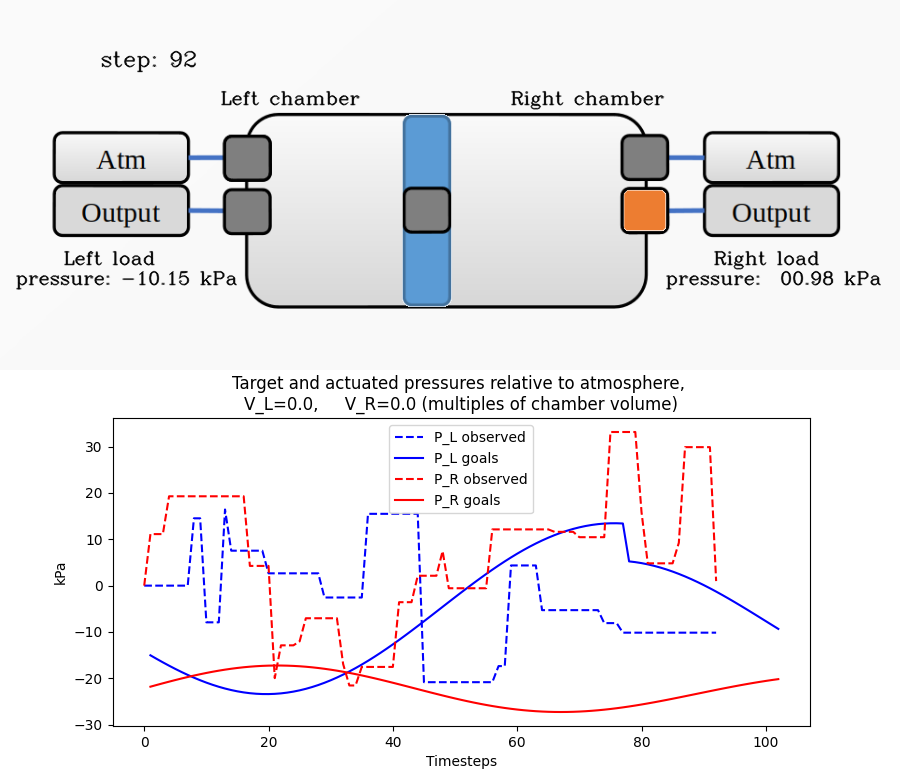 step: 92
Left chamber
Right chamber
Atm
Atm
Output
Output
Left load
pressure: −10.15 kPa
Right load
pressure: 00.98 kPa
Target and actuated pressures relative to atmosphere,
V_L=0.0, V_R=0.0 (multiples of chamber volume)
P_L observed
P_L goals
P_R observed
P_R goals
kPa
30
20
10
0
−10
−20
−30
0 20 40 60 80 100
Timesteps